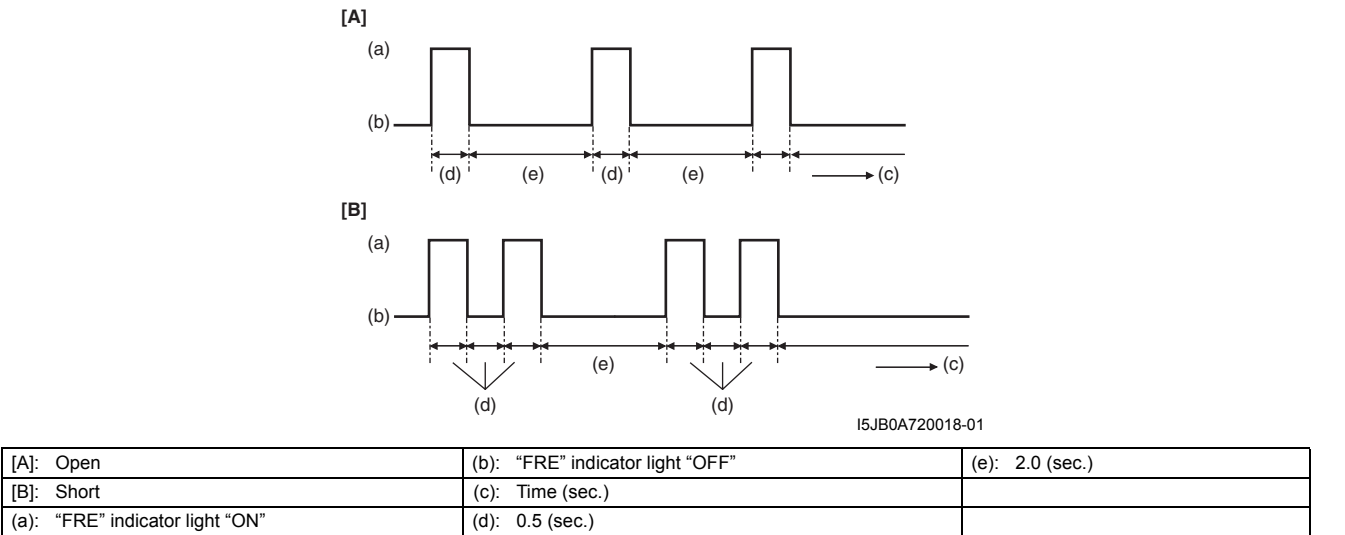 [A]
(a)
(b)
(d) (e) (d) (e) (c)
[B]
(a)
(b)
(e) (c)
(d) (d)
I5JB0A720018-01
[A]: Open (b): “FRE” indicator light “OFF” (e): 2.0 (sec.)
[B]: Short (c): Time (sec.)
(a): “FRE” indicator light “ON” (d): 0.5 (sec.)